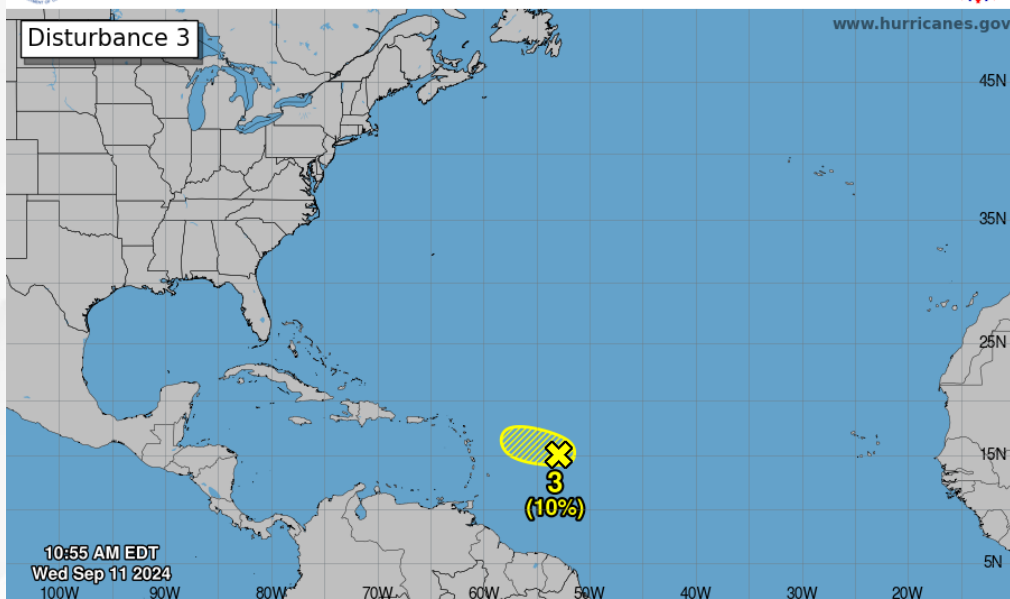 Disturbance 3
www.hurricanes.gov
45N
35N
25N
15N
3
(10%)
10:55 AM EDT
Wed Sep 11 2024
5N
100W 90W 80W 70W 60W 50W 40W 30W 20W